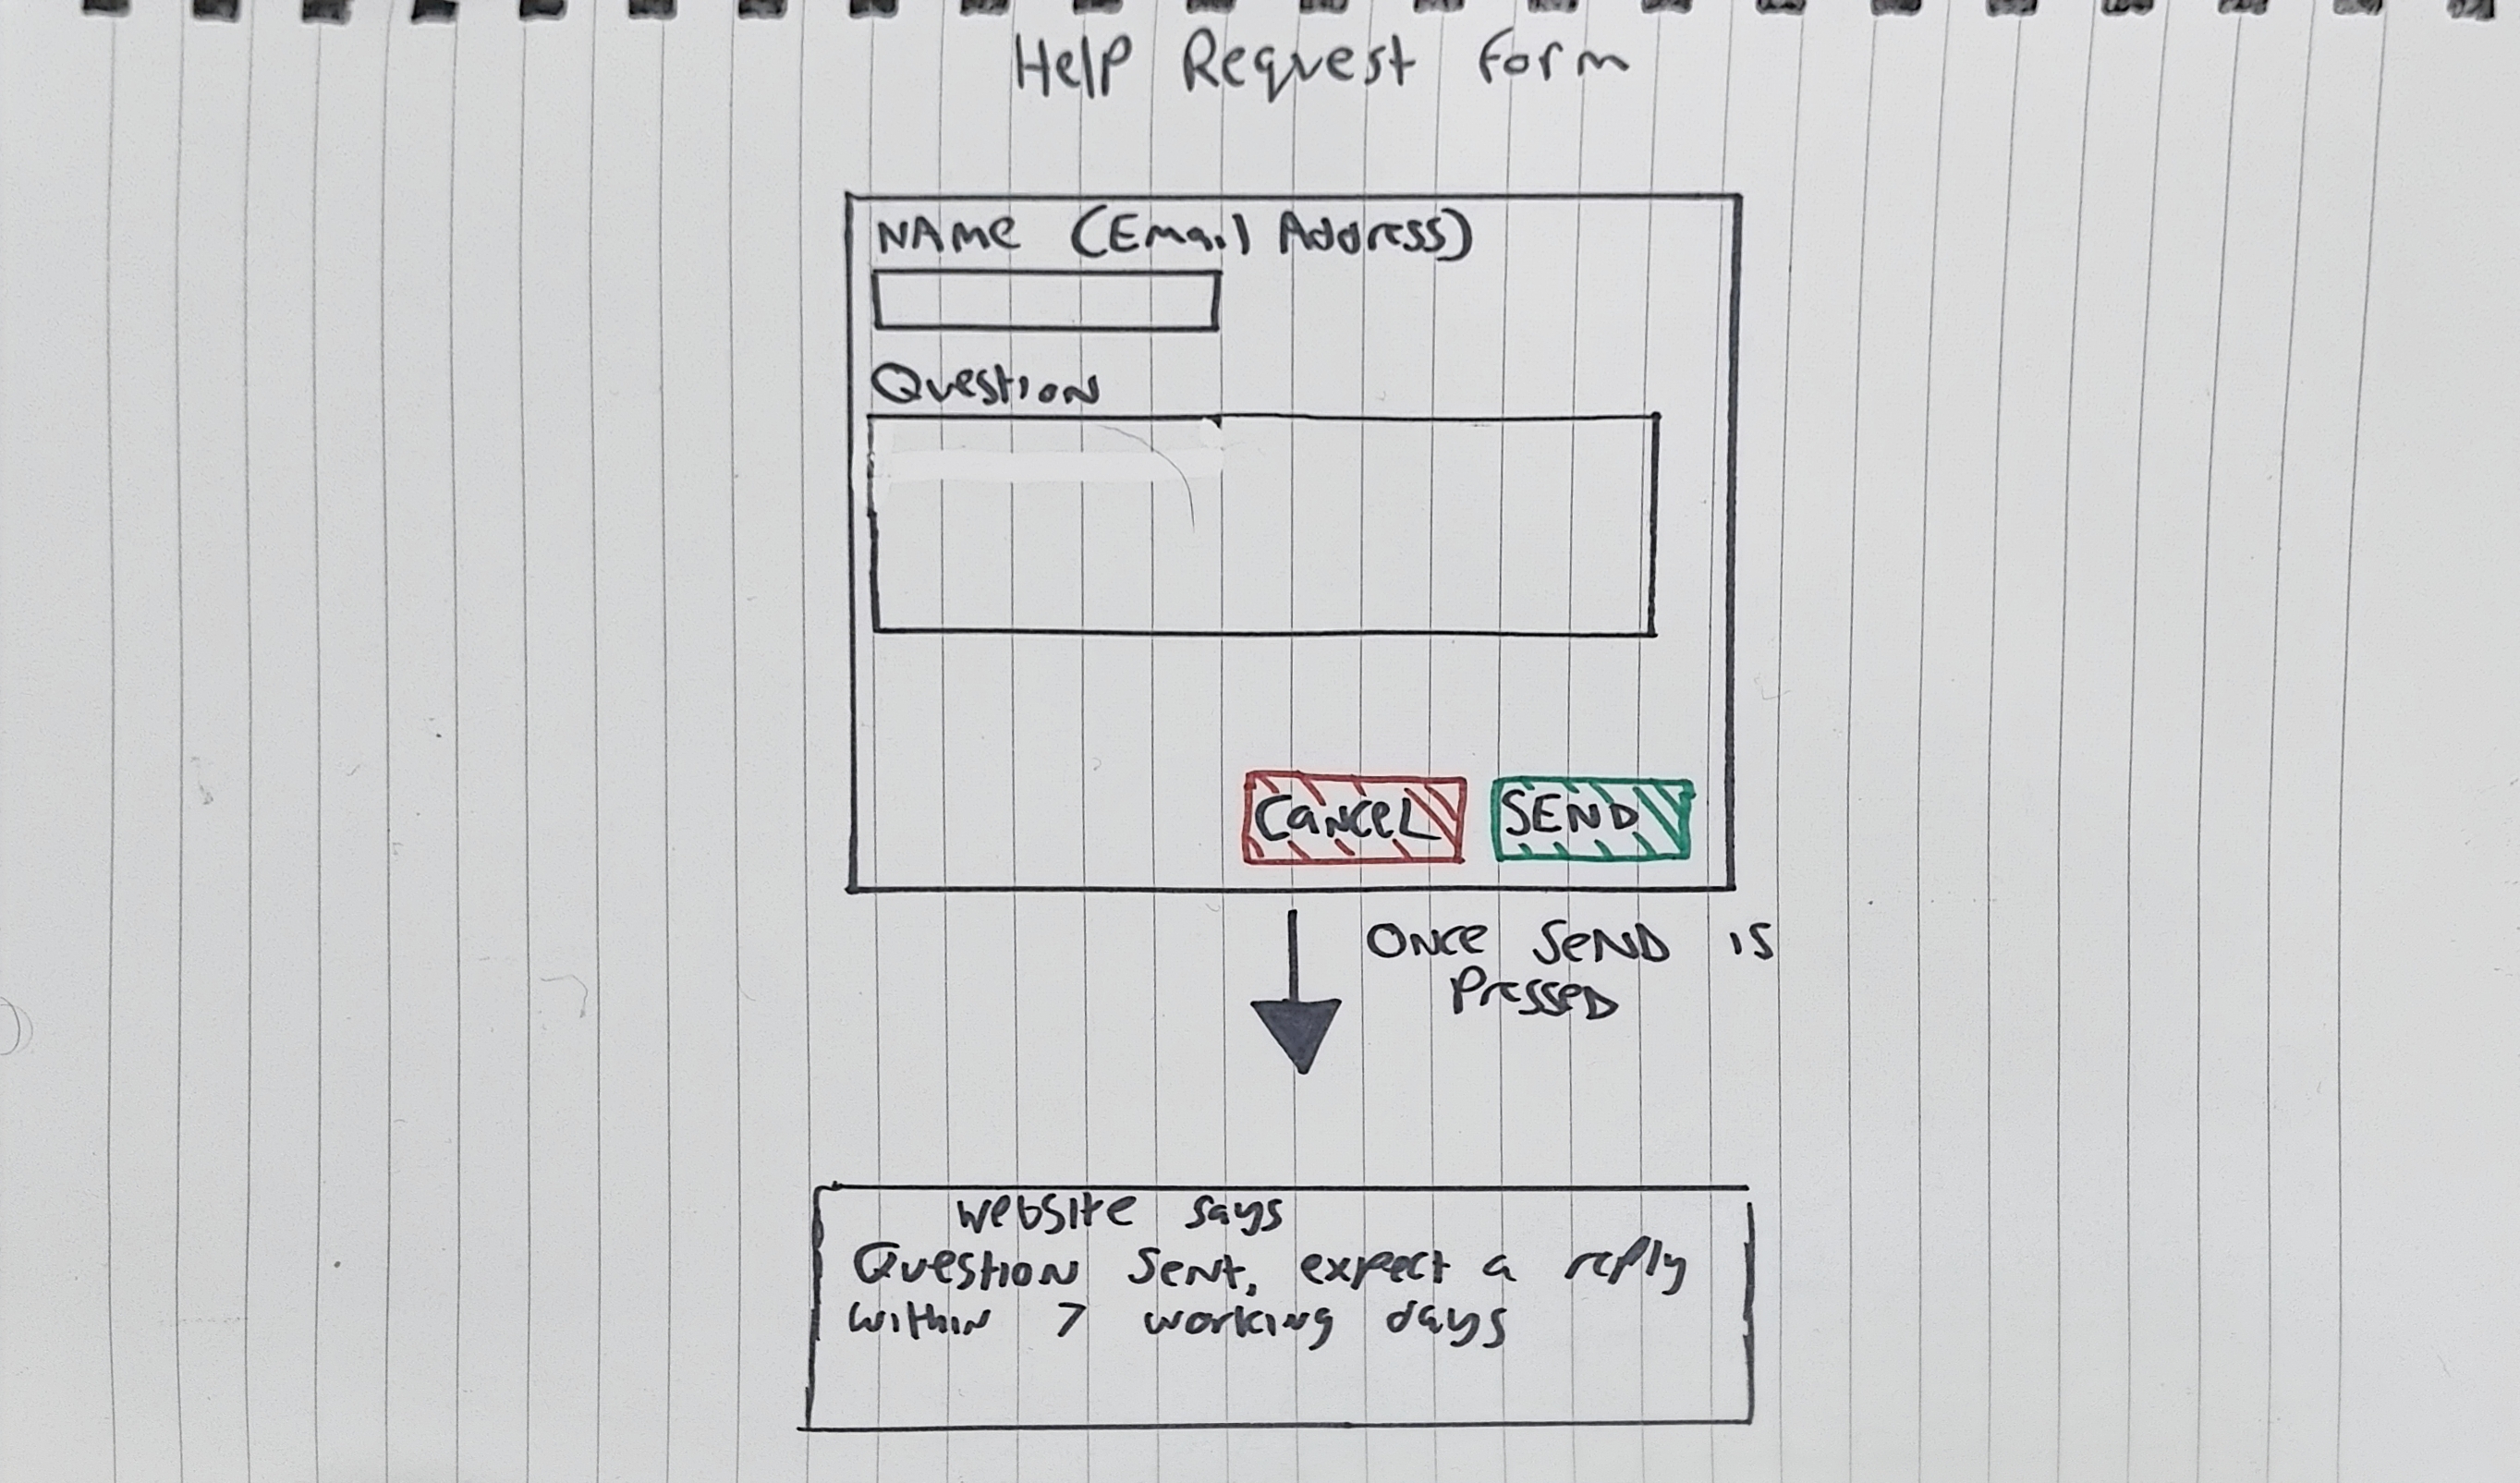 Help Request form
NAME (Email Address)
Question
CANCEL SEND
ONCE SEND IS
PRESSED
website says
Question Sent, expect a reply
within 7 working days